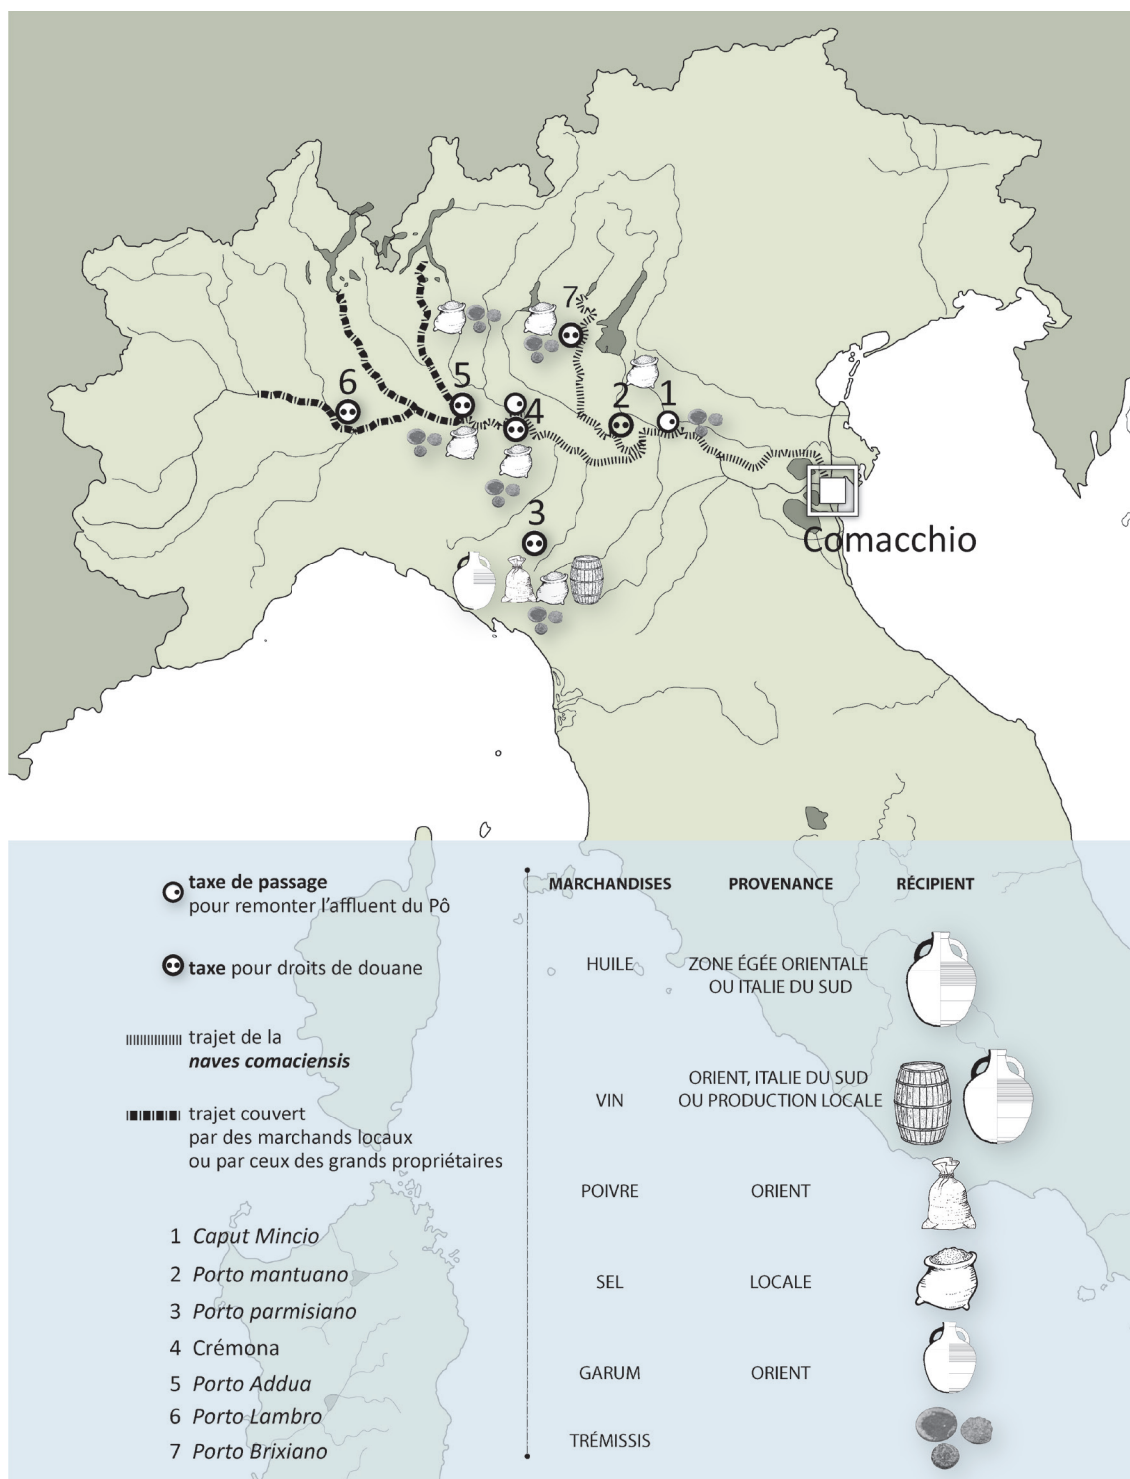 7
6
5
4
2
1
3
Comacchio
taxe de passage
pour remonter l'affluent du Pô
taxe pour droits de douane
trajet de la
naves comaciensis
trajet couvert
par des marchands locaux
ou par ceux des grands propriétaires
1 Caput Mincio
2 Porto mantuano
3 Porto parmisiano
4 Crémona
5 Porto Addua
6 Porto Lambro
7 Porto Brixiano
MARCHANDISES PROVENANCE RÉCIPIENT
HUILE ZONE ÉGÉE ORIENTALE
OU ITALIE DU SUD
VIN ORIENT, ITALIE DU SUD
OU PRODUCTION LOCALE
POIVRE ORIENT
SEL LOCALE
GARUM ORIENT
TRÉMISSIS